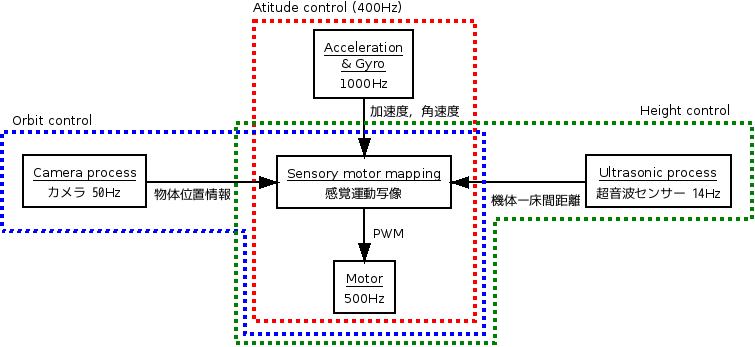 Atitude control (400Hz)
Acceleration
& Gyro
1000Hz
加速度，角速度
Orbit control
Height control
Camera process
カメラ 50Hz
物体位置情報
Sensory motor mapping
感覚運動写像
Ultrasonic process
超音波センサー 14Hz
機体ー床間距離
PWM
Motor
500Hz